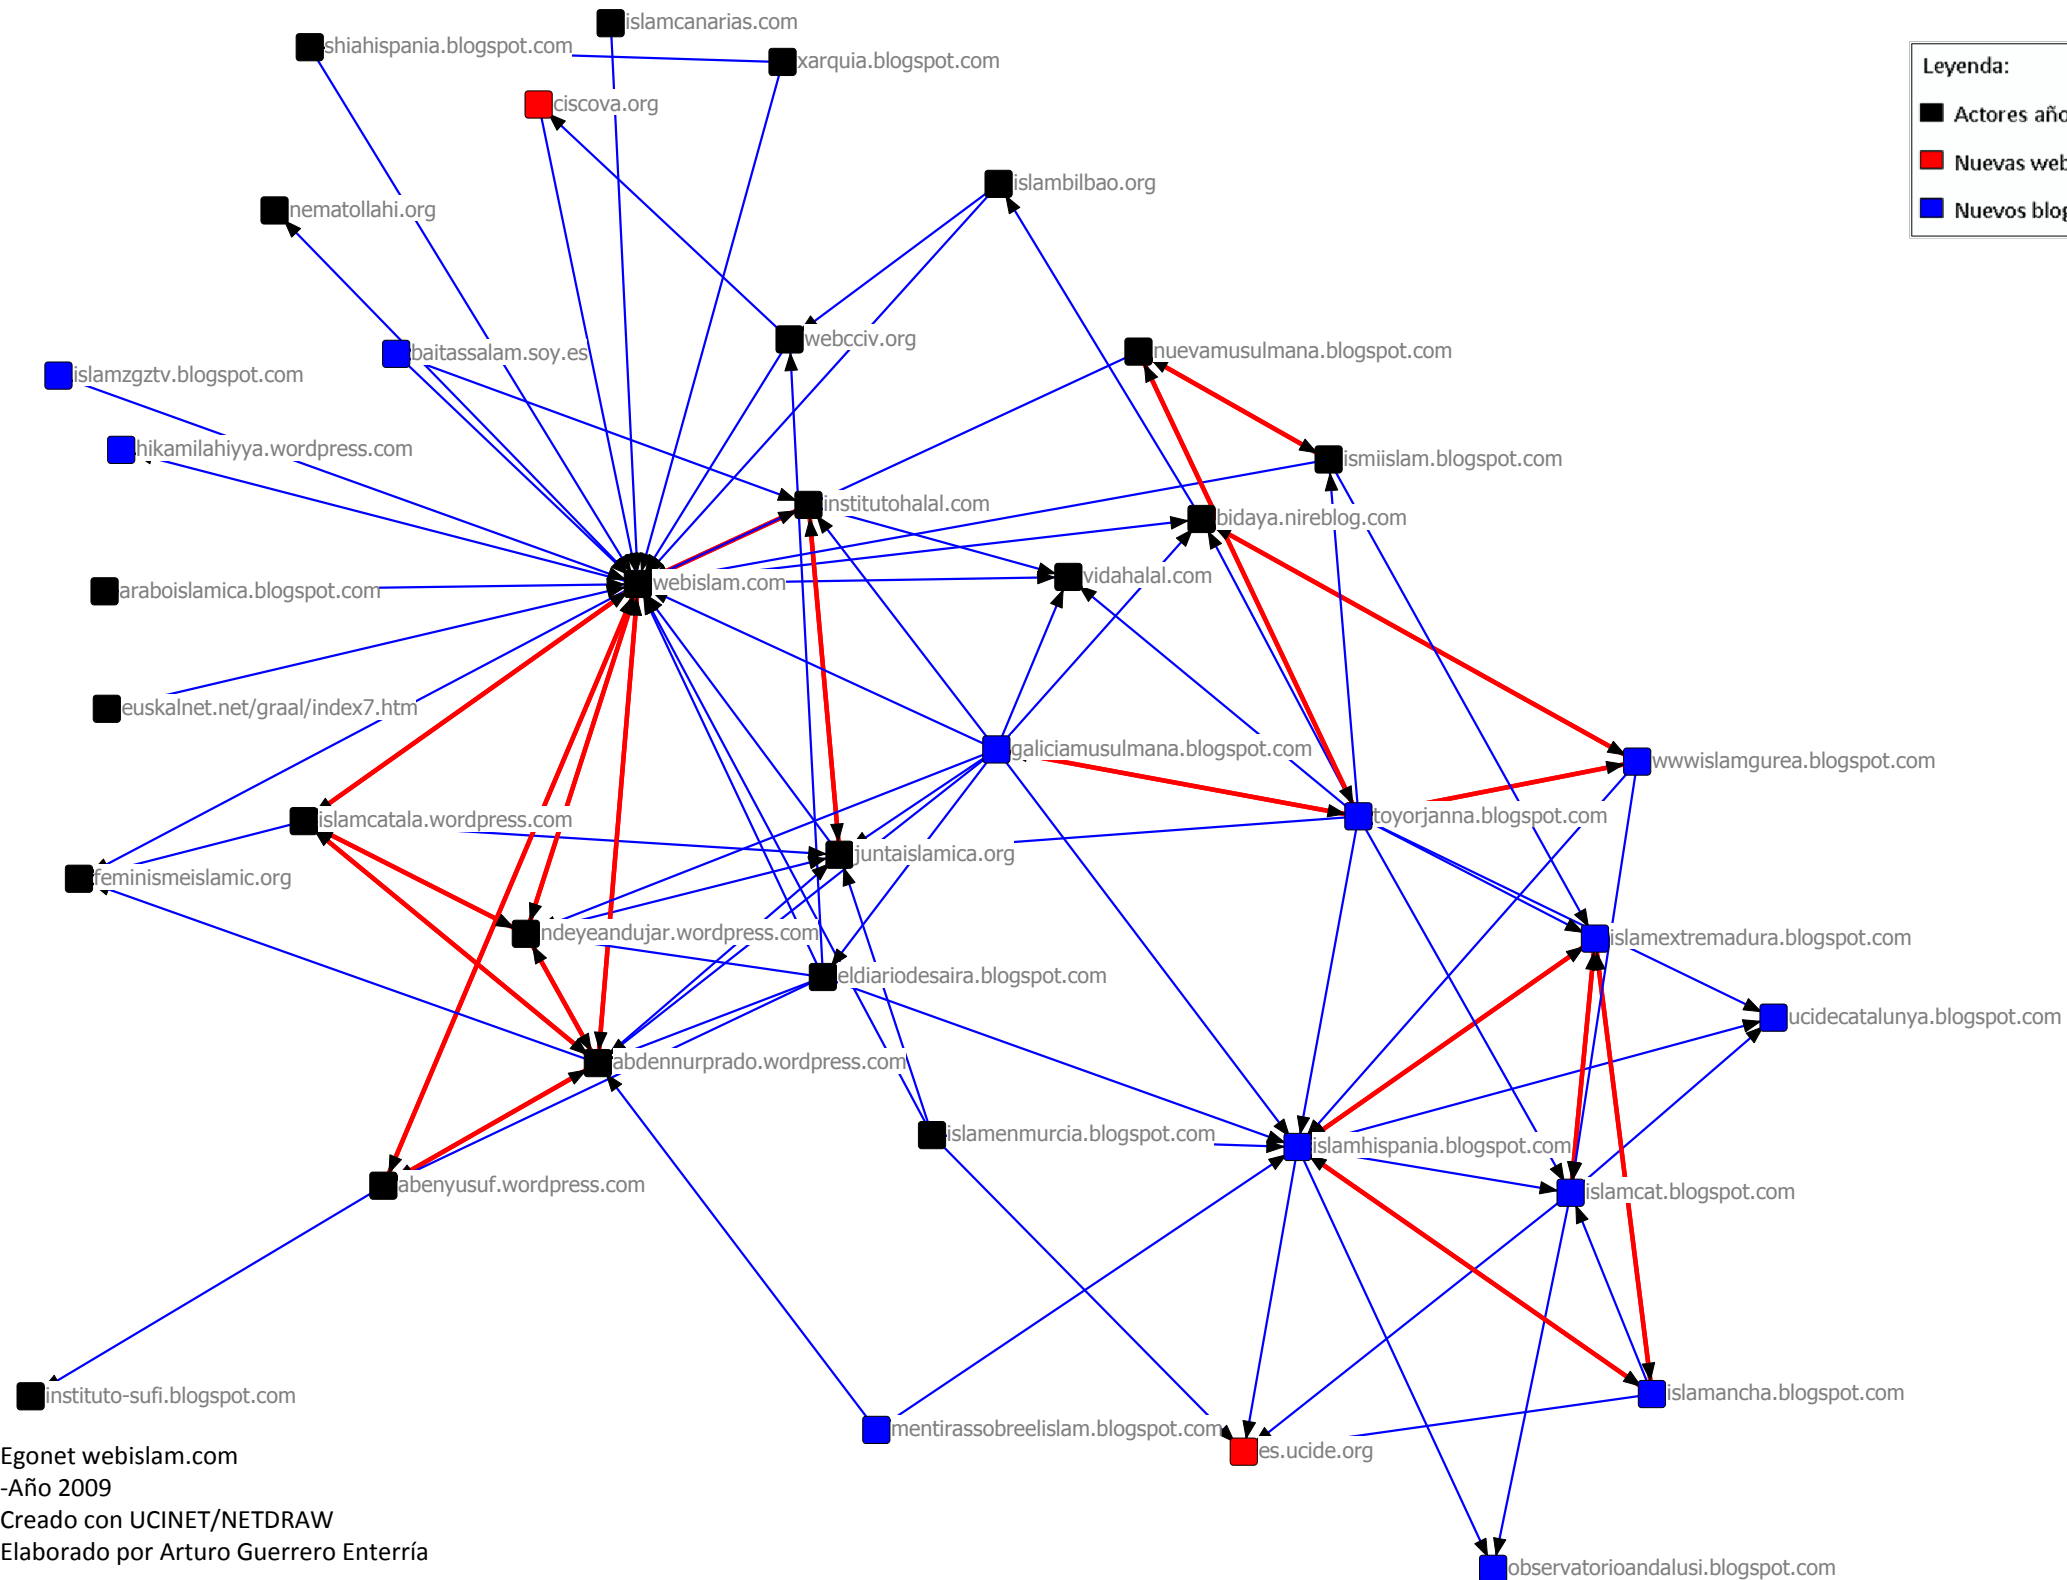 islamcanarias.com
shiahispania.blogspot.com
xarquia.blogspot.com
ciscova.org
Leyenda:
Actores año
Nuevas web
Nuevos blog
islambilbao.org
nematollahi.org
webcciv.org
nuevamusulmana.blogspot.com
baitassalam.soy.es
islamzgztv.blogspot.com
hikamilahiyya.wordpress.com
ismiislam.blogspot.com
institutohalal.com
bidaya.nireblog.com
vidahalal.com
webislam.com
araboislamica.blogspot.com
euskalnet.net/graal/index7.htm
galiciamusulmana.blogspot.com
wwwislamgurea.blogspot.com
toyorjanna.blogspot.com
islamcatala.wordpress.com
juntaislamica.org
feminismeislamic.org
ndeyeandujar.wordpress.com
islamextremadura.blogspot.com
eldiariodesaira.blogspot.com
ucidecatalunya.blogspot.com
abdennurprado.wordpress.com
islamenmurcia.blogspot.com
islamhispania.blogspot.com
abenyusuf.wordpress.com
islamcat.blogspot.com
instituto-sufi.blogspot.com
islamancha.blogspot.com
mentirassobreelislam.blogspot.com
es.ucide.org
Egonet webislam.com
-Año 2009
Creado con UCINET/NETDRAW
Elaborado por Arturo Guerrero Enterría
observatorioandalusi.blogspot.com